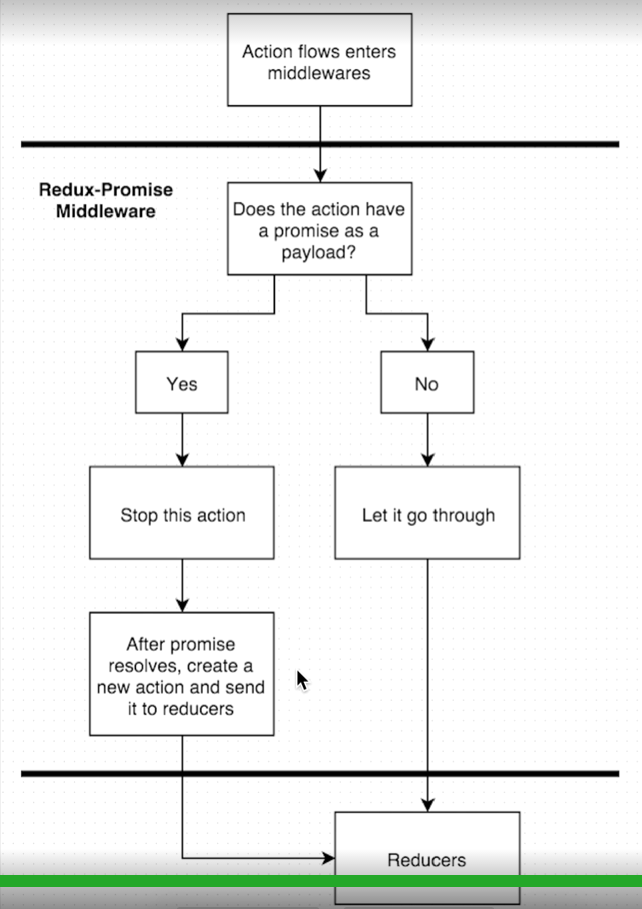 Action flows enters
middlewares
Redux-Promise
Middleware
Does the action have
a promise as a
payload?
Yes
No
Stop this action
Let it go through
After promise
resolves, create a
new action and send
it to reducers
Reducers